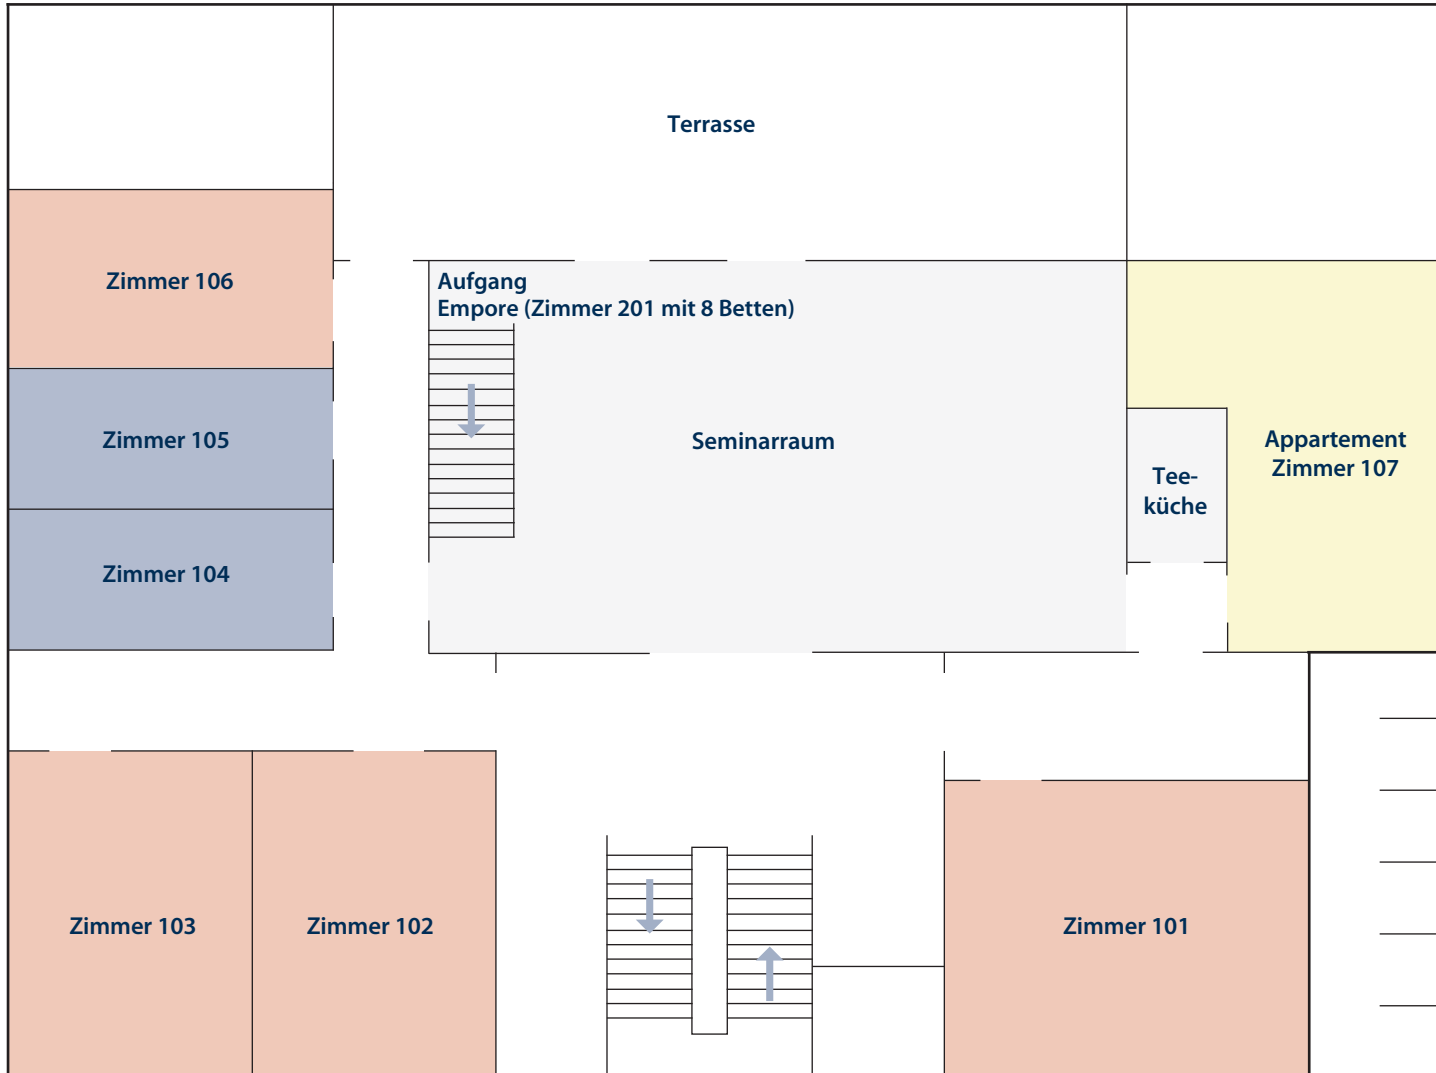 Terrasse
Zimmer 106
Aufgang
Empore (Zimmer 201 mit 8 Betten)
Zimmer 105
Seminarraum
Appartement
Zimmer 107
Tee-
küche
Zimmer 104
Zimmer 103
Zimmer 102
Zimmer 101